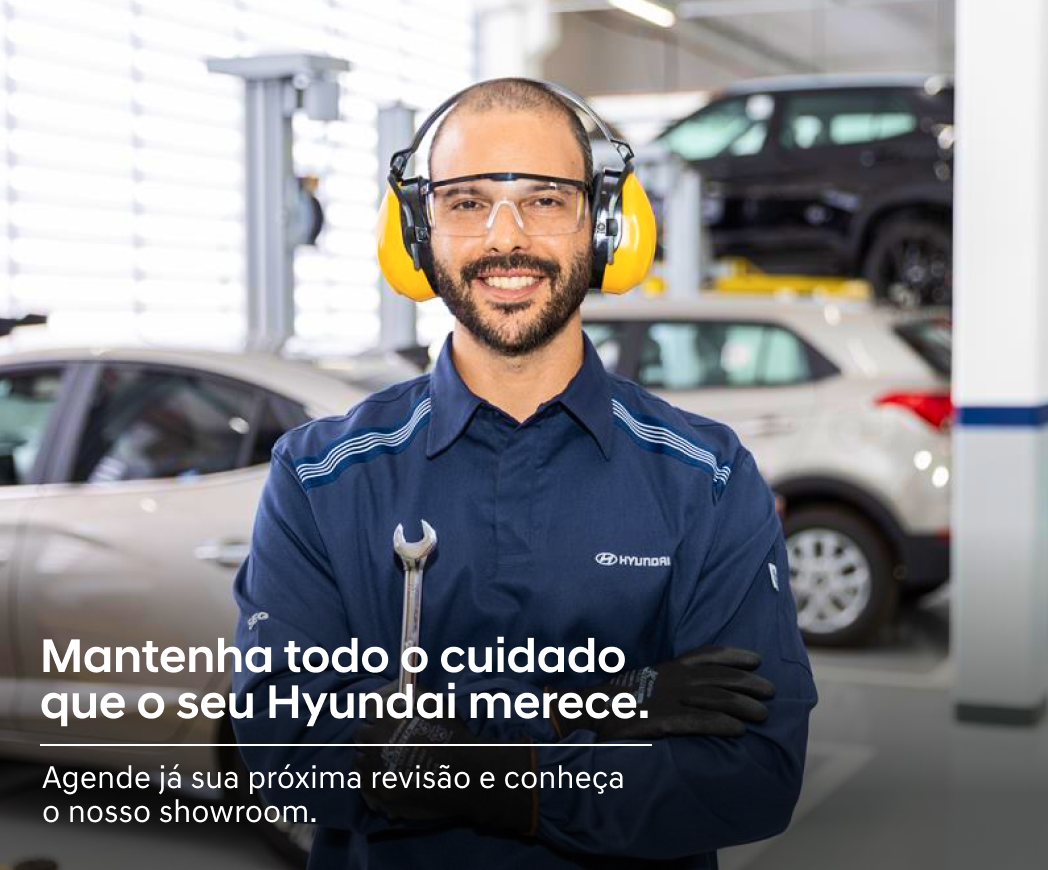 HYUNDAI
Mantenha todo o cuidado
que o seu Hyundai merece.
Agende já sua próxima revisão e conheça
o nosso showroom.